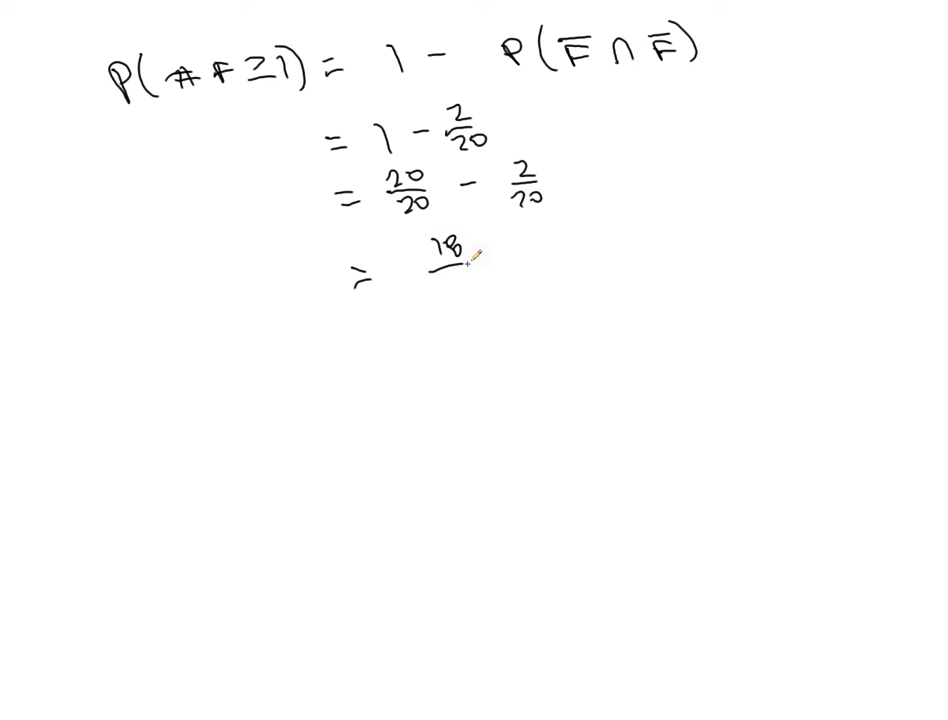 P(# F ≥ 1) = 1 - P(F̅ ∩ F̅)
= 1 - 2/20
= 20/20 - 2/20
= 18/